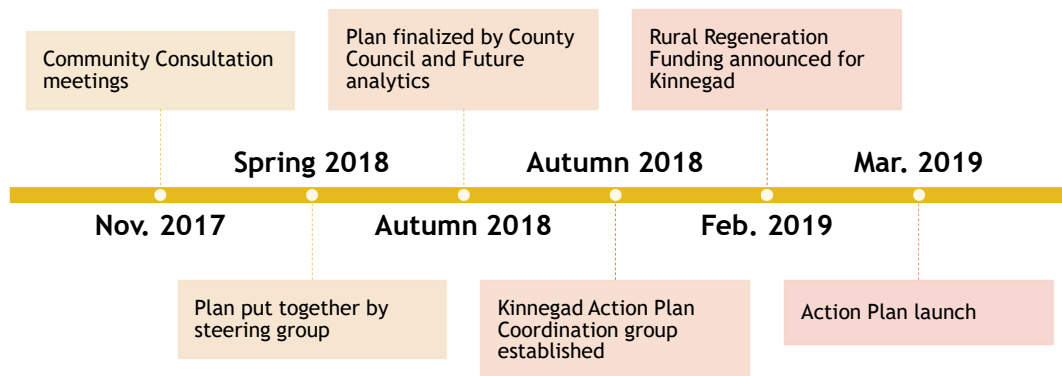 Community Consultation
meetings
Plan finalized by County
Council and Future
analytics
Rural Regeneration
Funding announced for
Kinnegad
Spring 2018
Autumn 2018
Mar. 2019
Nov. 2017
Autumn 2018
Feb. 2019
Plan put together by
steering group
Kinnegad Action Plan
Coordination group
established
Action Plan launch